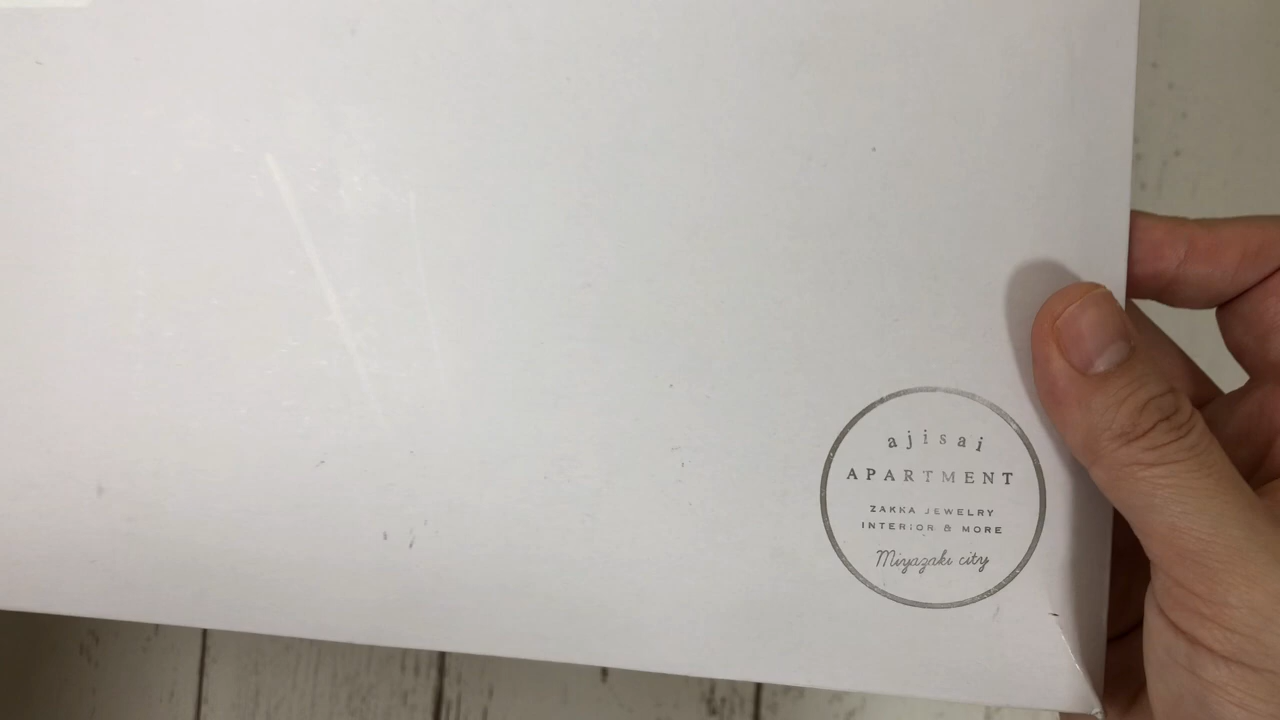 ajisai
APARTMENT
ZAKKA JEWELRY
INTERIOR & MORE
Miyazaki city